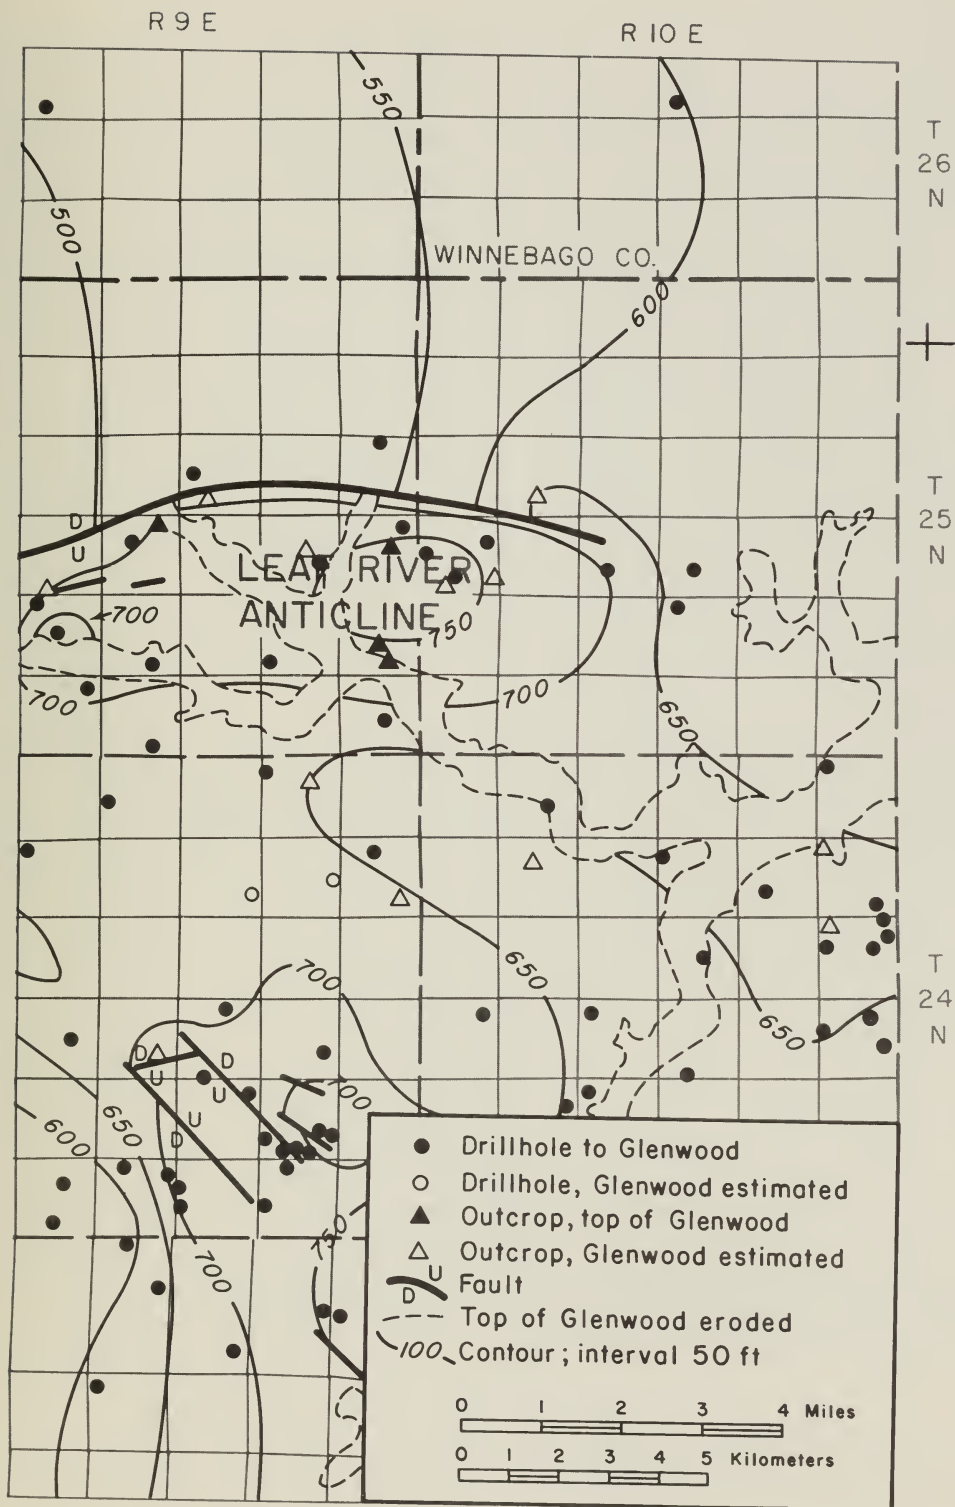 R 9 E
R 10 E
T
26
N
550
500
WINNEBAGO CO.
600
T
25
N
D
U
LEAF RIVER
ANTICLINE
700
750
700
700
650
T
24
N
700
650
650
D
U
D
U
U
D
700
650
600
700
750
Drillhole to Glenwood
Drillhole, Glenwood estimated
Outcrop, top of Glenwood
Outcrop, Glenwood estimated
U
D
Fault
Top of Glenwood eroded
100 Contour; interval 50 ft
0 1 2 3 4 Miles
0 1 2 3 4 5 Kilometers